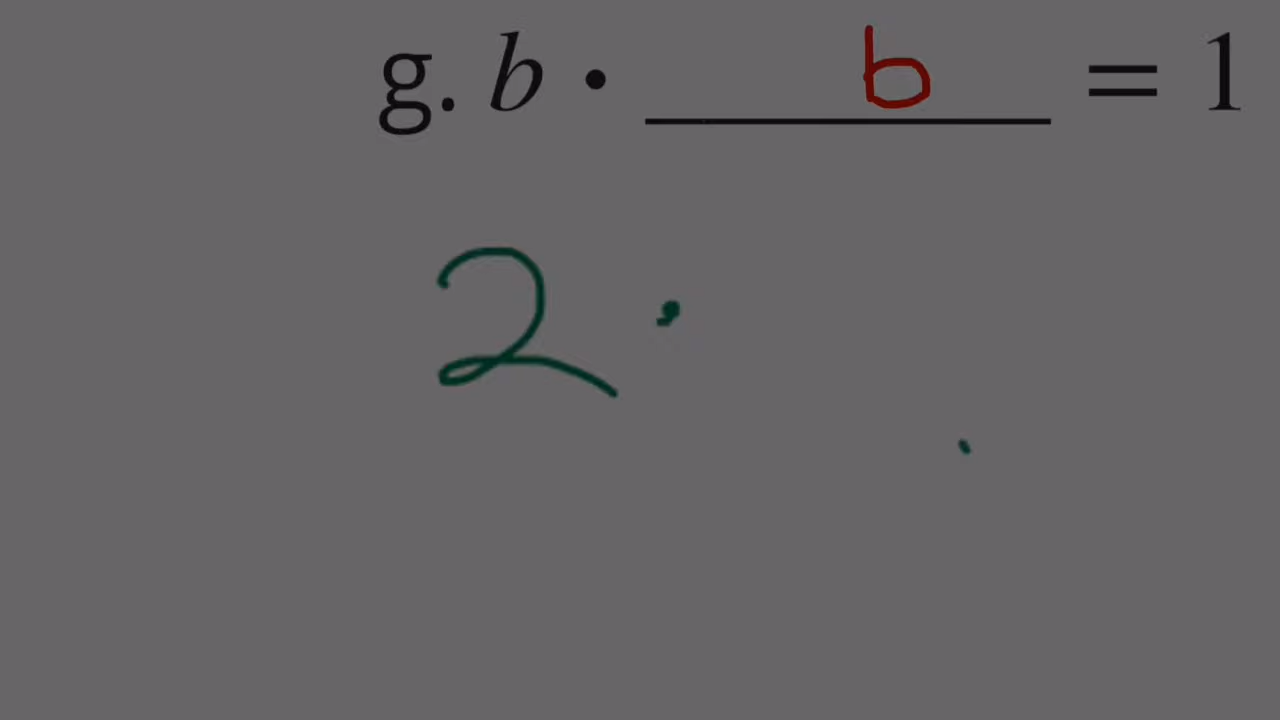 g. b · b = 1
2 ·